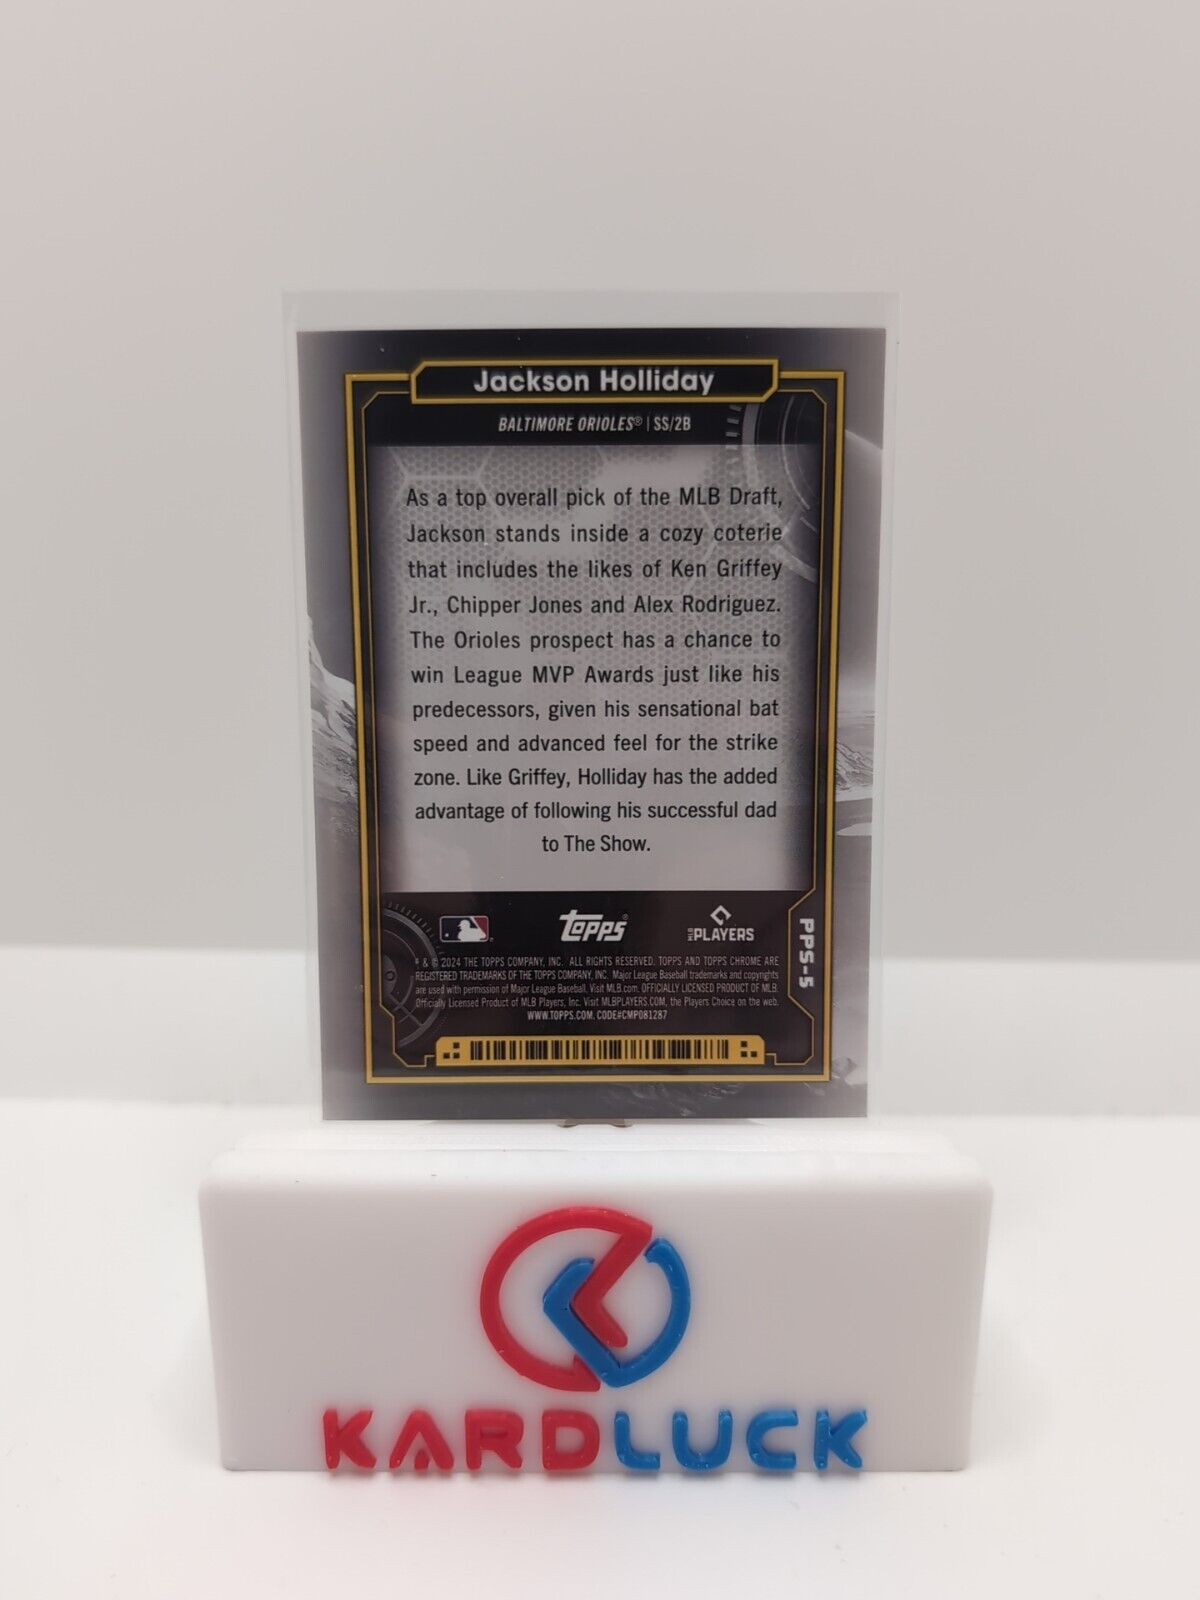 Jackson Holliday
BALTIMORE ORIOLES® | SS/2B
As a top overall pick of the MLB Draft,
Jackson stands inside a cozy coterie
that includes the likes of Ken Griffey
Jr., Chipper Jones and Alex Rodriguez.
The Orioles prospect has a chance to
win League MVP Awards just like his
predecessors, given his sensational bat
speed and advanced feel for the strike
zone. Like Griffey, Holliday has the added
advantage of following his successful dad
to The Show.
topps®
MLB PLAYERS
PPS-5
® & © 2024 THE TOPPS COMPANY, INC. ALL RIGHTS RESERVED. TOPPS AND TOPPS CHROME ARE
REGISTERED TRADEMARKS OF THE TOPPS COMPANY, INC. Major League Baseball trademarks and copyrights
are used with permission of Major League Baseball. Visit MLB.com. OFFICIALLY LICENSED PRODUCT OF MLB.
Officially Licensed Product of MLB Players, Inc. Visit MLBPLAYERS.COM, the Players Choice on the web.
WWW.TOPPS.COM. CODE#CMP081287
KARDLUCK